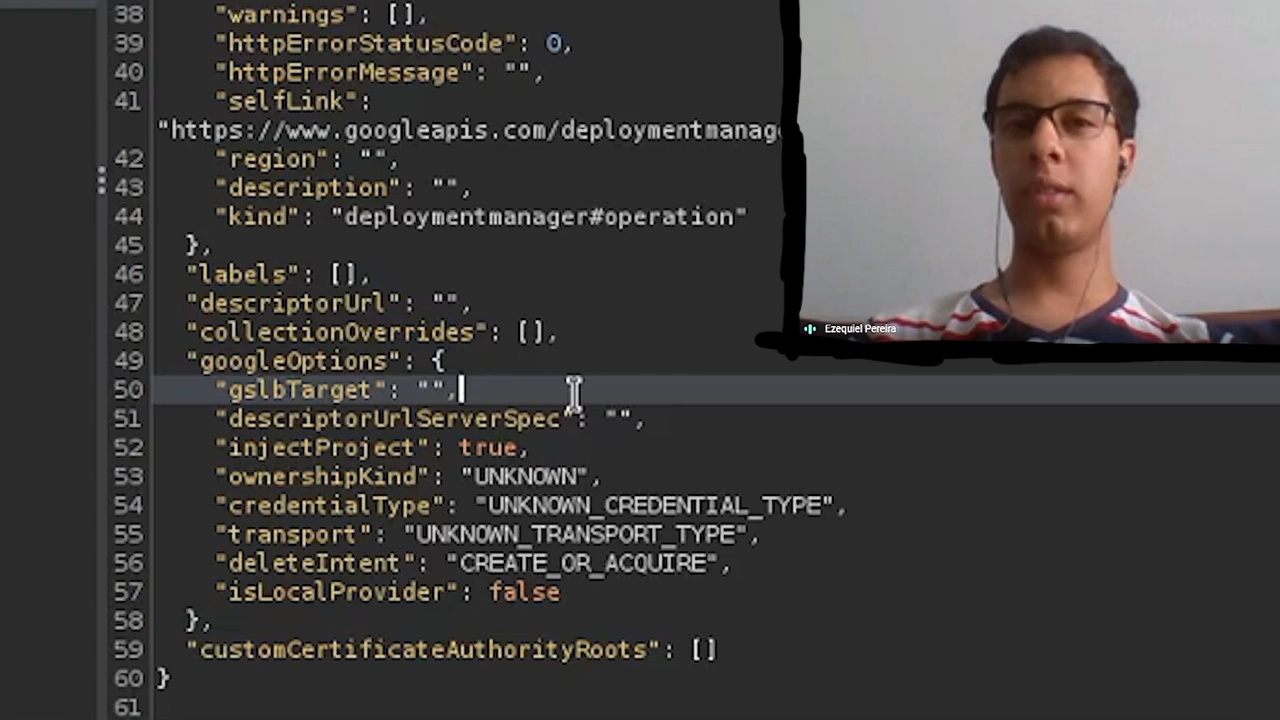 38 "warnings": [],
39 "httpErrorStatusCode": 0,
40 "httpErrorMessage": "",
41 "selfLink":
"https://www.googleapis.com/deploymentmanage
42 "region": "",
43 "description": "",
44 "kind": "deploymentmanager#operation"
45 },
46 "labels": [],
47 "descriptorUrl": "",
48 "collectionOverrides": [],
49 "googleOptions": {
50 "gslbTarget": "",
51 "descriptorUrlServerSpec": "",
52 "injectProject": true,
53 "ownershipKind": "UNKNOWN",
54 "credentialType": "UNKNOWN_CREDENTIAL_TYPE",
55 "transport": "UNKNOWN_TRANSPORT_TYPE",
56 "deleteIntent": "CREATE_OR_ACQUIRE",
57 "isLocalProvider": false
58 },
59 "customCertificateAuthorityRoots": []
60 }
61
Ezequiel Pereira